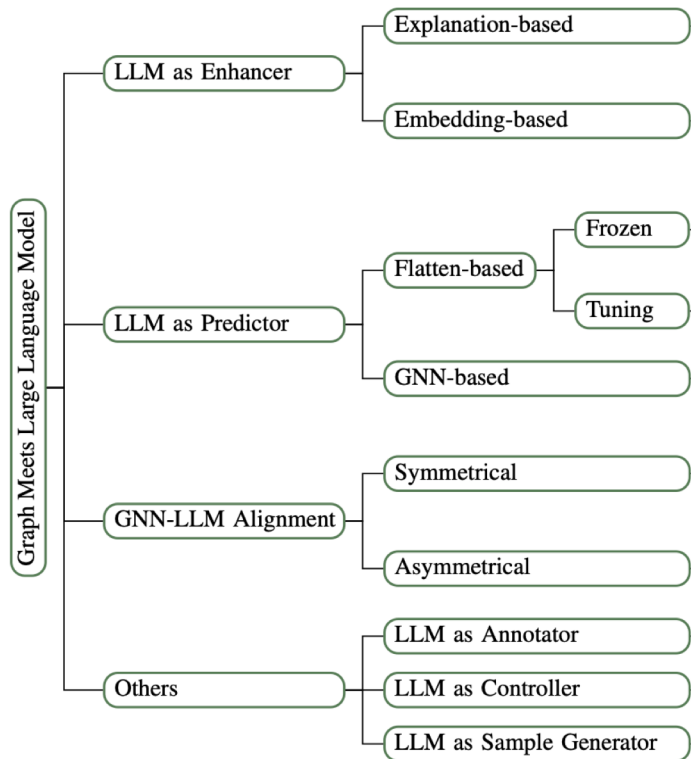 Graph Meets Large Language Model
LLM as Enhancer
Explanation-based
Embedding-based
LLM as Predictor
Flatten-based
Frozen
Tuning
GNN-based
GNN-LLM Alignment
Symmetrical
Asymmetrical
Others
LLM as Annotator
LLM as Controller
LLM as Sample Generator